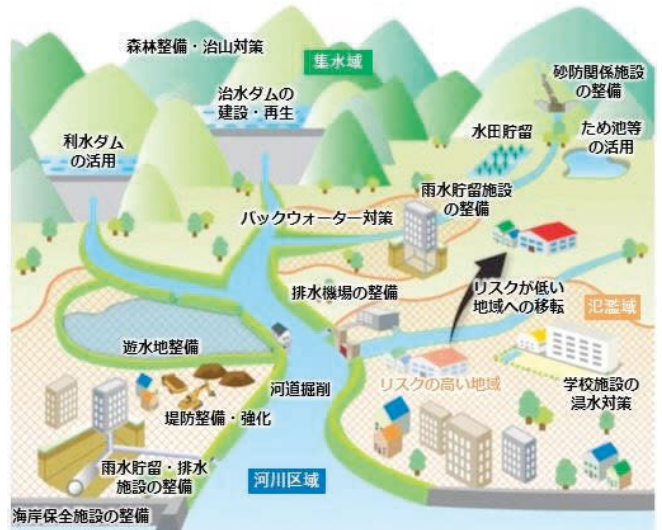 森林整備・治山対策
集水域
砂防関係施設
の整備
治水ダムの
建設・再生
水田貯留
ため池等
の活用
利水ダム
の活用
雨水貯留施設
の整備
バックウォーター対策
排水機場の整備
リスクが低い
地域への移転
氾濫域
遊水地整備
リスクの高い地域
学校施設の
浸水対策
河道掘削
堤防整備・強化
雨水貯留・排水
施設の整備
河川区域
海岸保全施設の整備